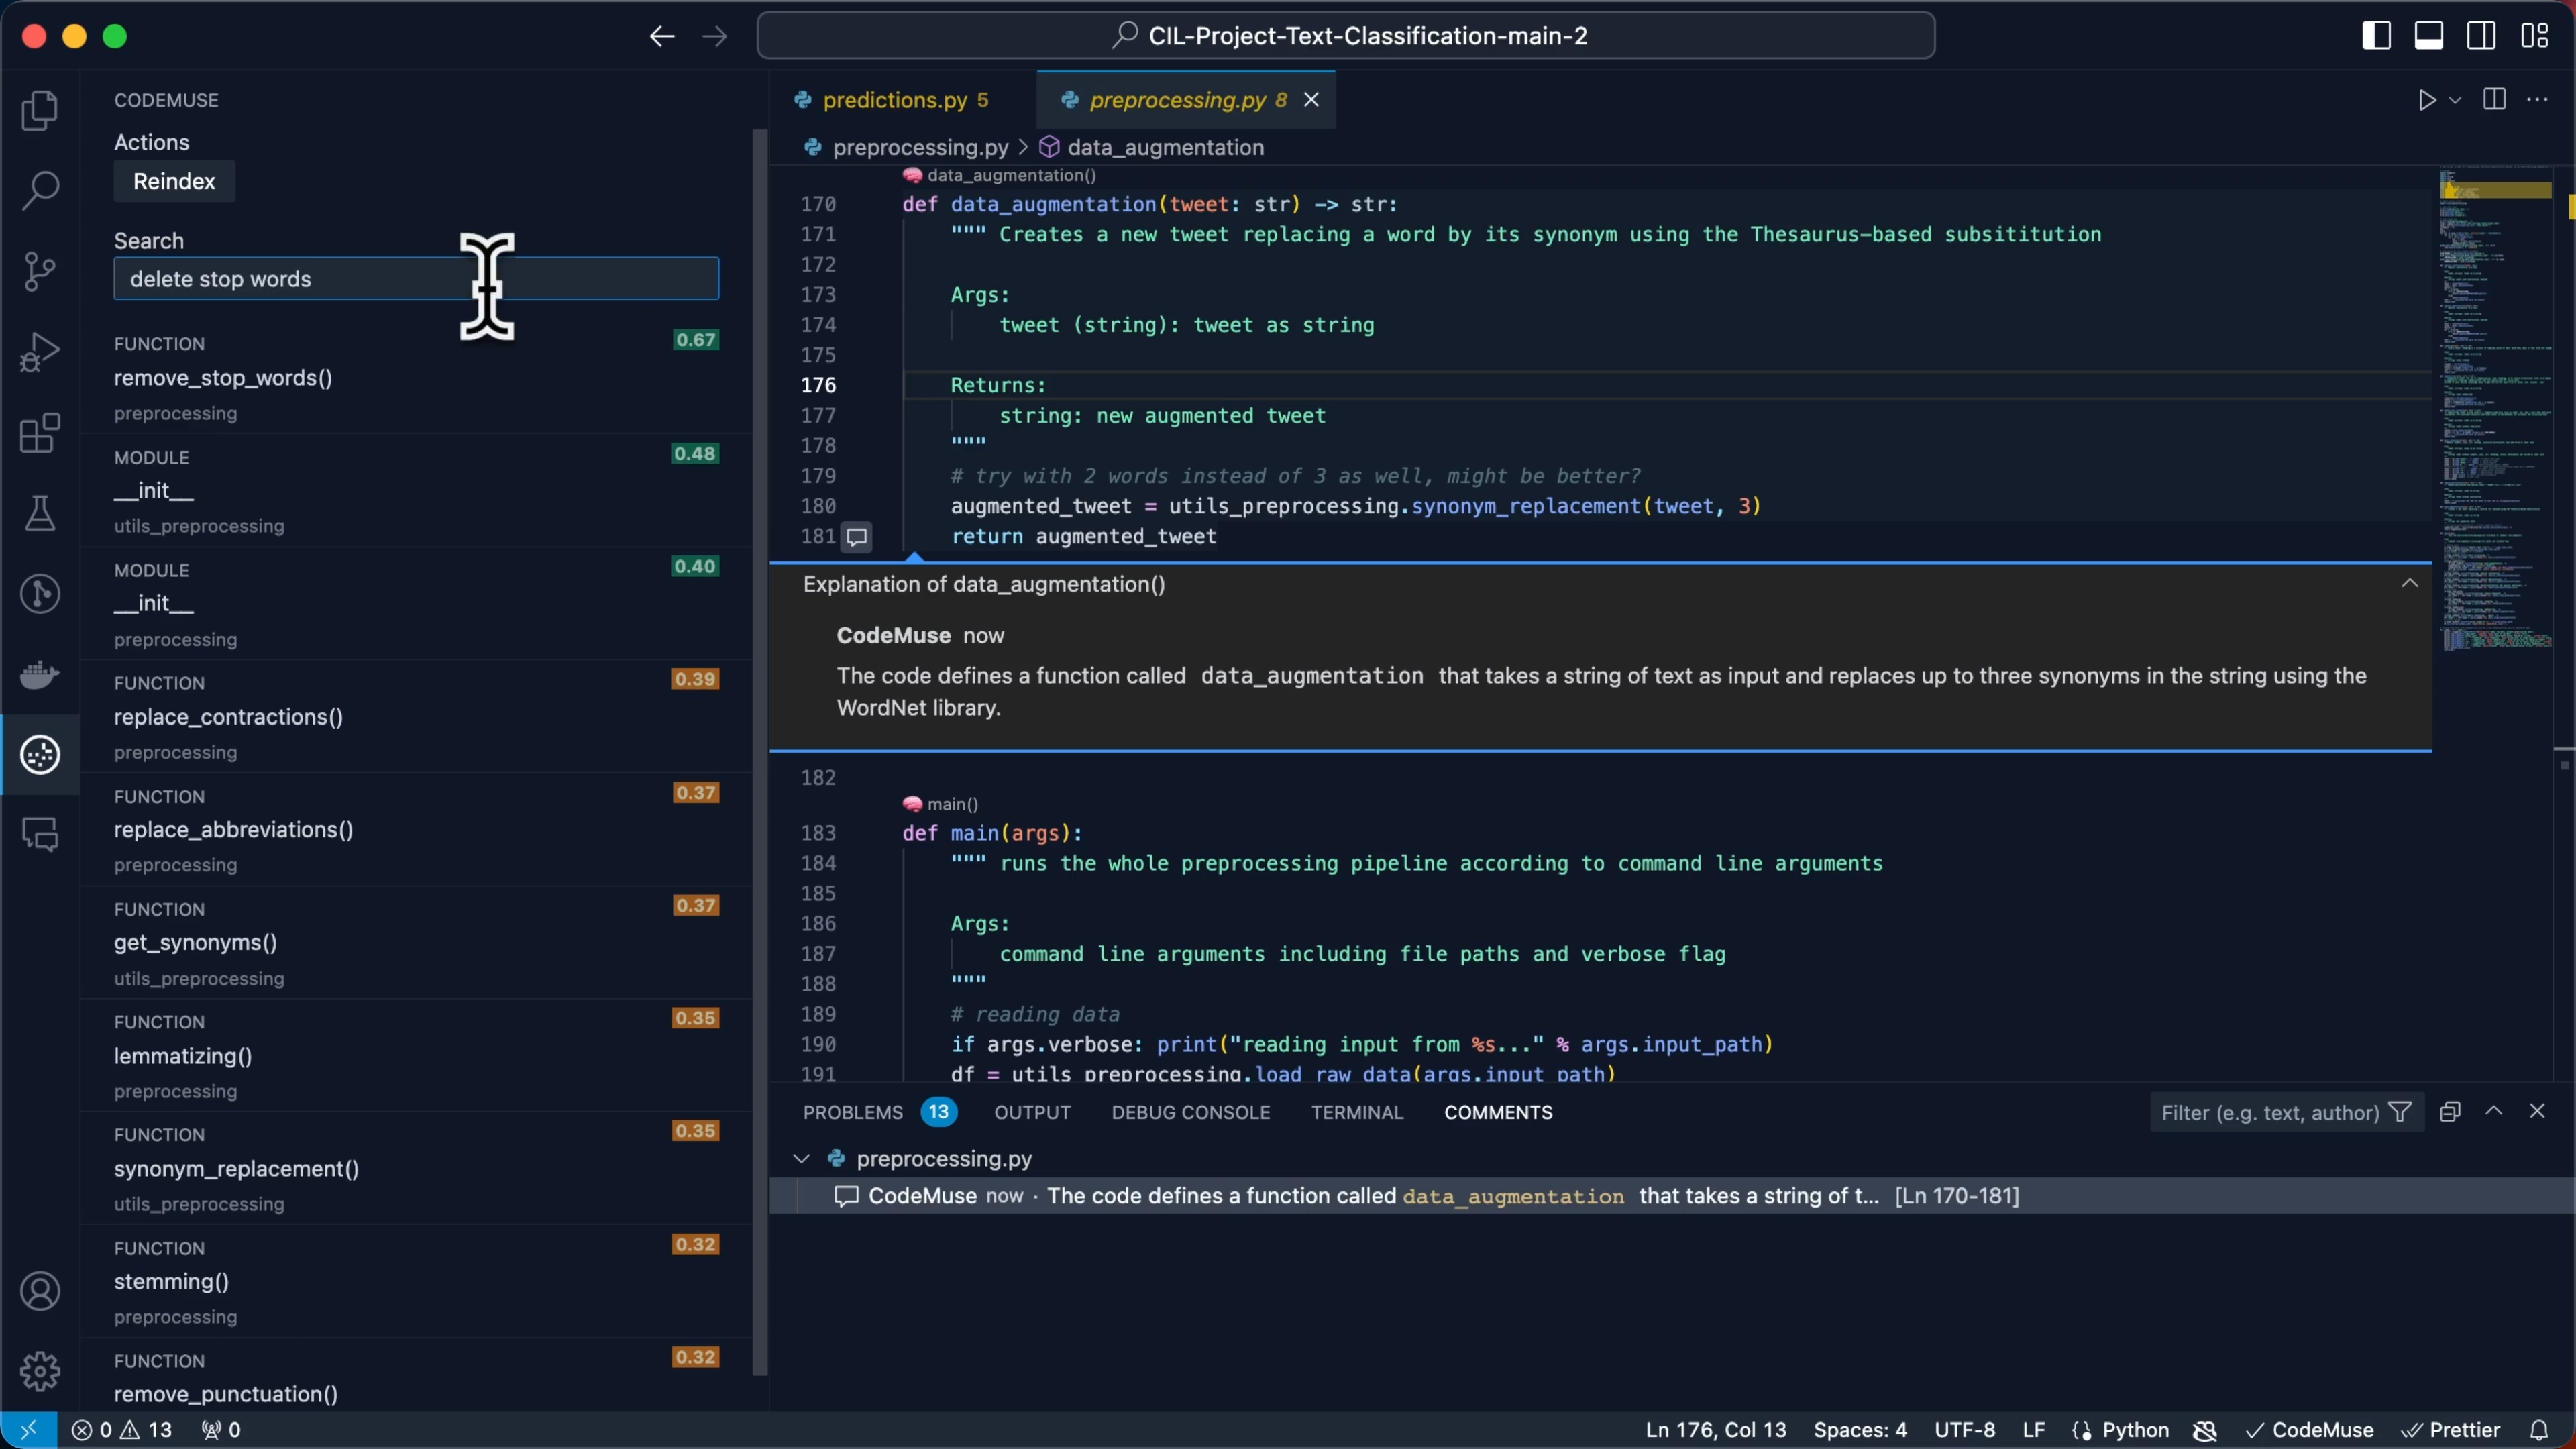 CIL-Project-Text-Classification-main-2
CODEMUSE
Actions
Reindex
Search
delete stop words
FUNCTION 0.67
remove_stop_words()
preprocessing
MODULE 0.48
__init__
utils_preprocessing
MODULE 0.40
__init__
preprocessing
FUNCTION 0.39
replace_contractions()
preprocessing
FUNCTION 0.37
replace_abbreviations()
preprocessing
FUNCTION 0.37
get_synonyms()
utils_preprocessing
FUNCTION 0.35
lemmatizing()
preprocessing
FUNCTION 0.35
synonym_replacement()
utils_preprocessing
FUNCTION 0.32
stemming()
preprocessing
FUNCTION 0.32
remove_punctuation()
predictions.py 5
preprocessing.py 8
preprocessing.py > data_augmentation
data_augmentation()
170 def data_augmentation(tweet: str) -> str:
171 """ Creates a new tweet replacing a word by its synonym using the Thesaurus-based subsititution
172
173 Args:
174 tweet (string): tweet as string
175
176 Returns:
177 string: new augmented tweet
178 """
179 # try with 2 words instead of 3 as well, might be better?
180 augmented_tweet = utils_preprocessing.synonym_replacement(tweet, 3)
181 return augmented_tweet
Explanation of data_augmentation()
CodeMuse now
The code defines a function called data_augmentation that takes a string of text as input and replaces up to three synonyms in the string using the
WordNet library.
182
main()
183 def main(args):
184 """ runs the whole preprocessing pipeline according to command line arguments
185
186 Args:
187 command line arguments including file paths and verbose flag
188 """
189 # reading data
190 if args.verbose: print("reading input from %s..." % args.input_path)
191 df = utils_preprocessing.load_raw_data(args.input_path)
PROBLEMS 13 OUTPUT DEBUG CONSOLE TERMINAL COMMENTS
Filter (e.g. text, author)
preprocessing.py
CodeMuse now · The code defines a function called data_augmentation that takes a string of t... [Ln 170-181]
0 13 0
Ln 176, Col 13 Spaces: 4 UTF-8 LF Python CodeMuse Prettier